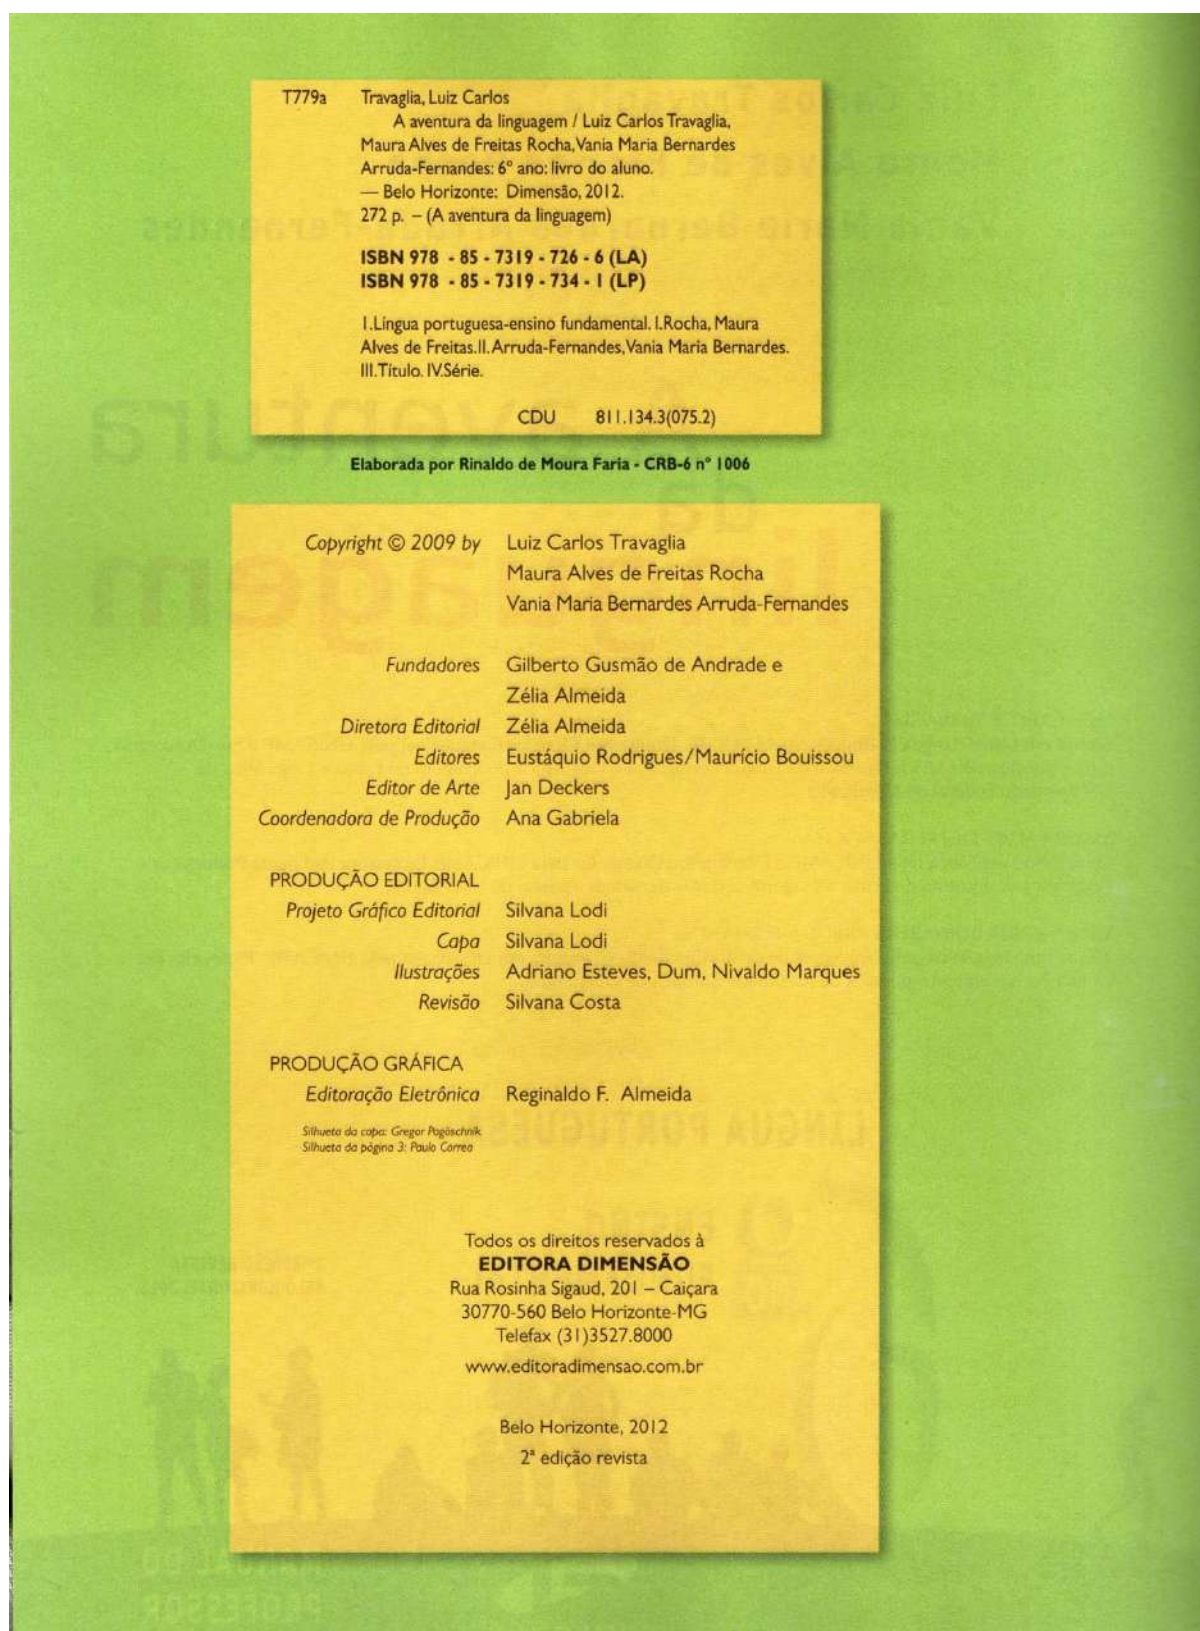 T779a Travaglia, Luiz Carlos
A aventura da linguagem / Luiz Carlos Travaglia,
Maura Alves de Freitas Rocha, Vania Maria Bernardes
Arruda-Fernandes: 6º ano: livro do aluno.
— Belo Horizonte: Dimensão, 2012.
272 p. – (A aventura da linguagem)
ISBN 978 - 85 - 7319 - 726 - 6 (LA)
ISBN 978 - 85 - 7319 - 734 - 1 (LP)
1.Língua portuguesa-ensino fundamental. I.Rocha, Maura
Alves de Freitas.II.Arruda-Fernandes,Vania Maria Bernardes.
III.Título. IV.Série.
CDU 811.134.3(075.2)
Elaborada por Rinaldo de Moura Faria - CRB-6 nº 1006
Copyright © 2009 by Luiz Carlos Travaglia
Maura Alves de Freitas Rocha
Vania Maria Bernardes Arruda-Fernandes
Fundadores Gilberto Gusmão de Andrade e
Zélia Almeida
Diretora Editorial Zélia Almeida
Editores Eustáquio Rodrigues/Maurício Bouissou
Editor de Arte Jan Deckers
Coordenadora de Produção Ana Gabriela
PRODUÇÃO EDITORIAL
Projeto Gráfico Editorial Silvana Lodi
Capa Silvana Lodi
Ilustrações Adriano Esteves, Dum, Nivaldo Marques
Revisão Silvana Costa
PRODUÇÃO GRÁFICA
Editoração Eletrônica Reginaldo F. Almeida
Silhueta da capa: Gregor Pogöschnik
Silhueta da página 3: Paulo Correa
Todos os direitos reservados à
EDITORA DIMENSÃO
Rua Rosinha Sigaud, 201 – Caiçara
30770-560 Belo Horizonte-MG
Telefax (31)3527.8000
www.editoradimensao.com.br
Belo Horizonte, 2012
2ª edição revista